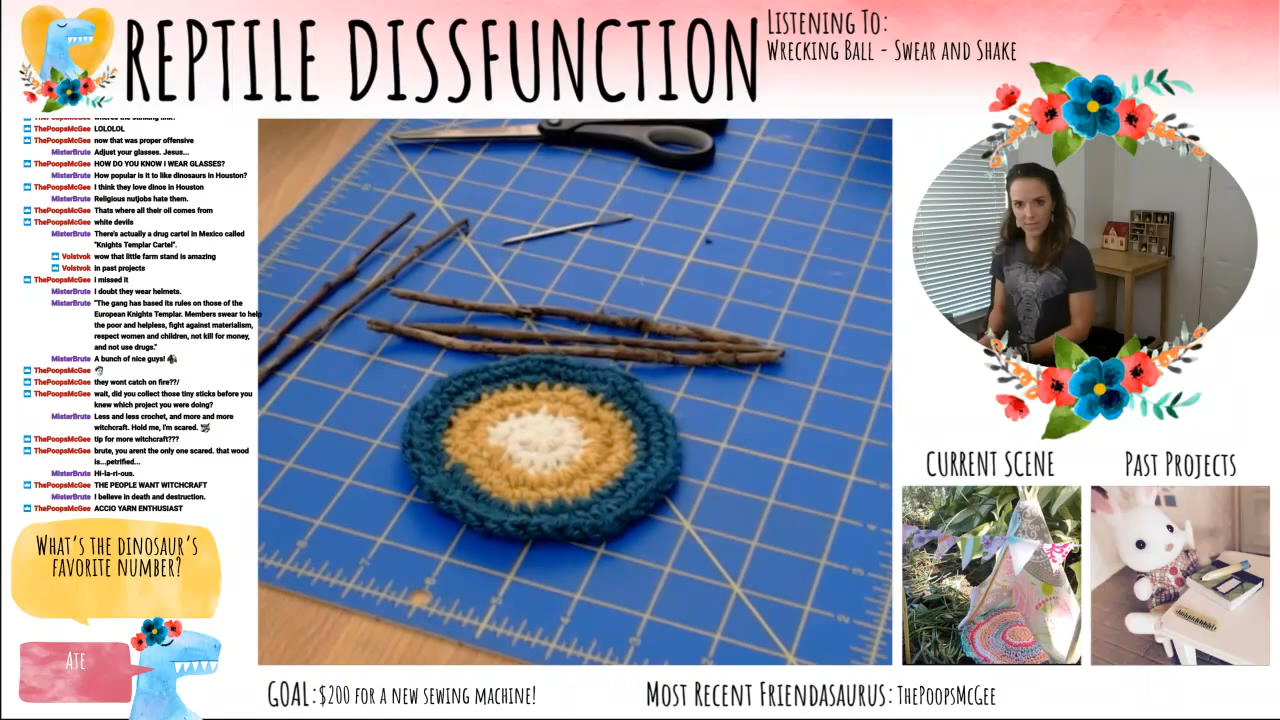 REPTILE DISSFUNCTION
LISTENING TO:
WRECKING BALL - SWEAR AND SHAKE
ThePoopsMcGee LOLOLOL
ThePoopsMcGee now that was proper offensive
MisterBrute Adjust your glasses. Jesus...
ThePoopsMcGee HOW DO YOU KNOW I WEAR GLASSES?
MisterBrute How popular is it to like dinosaurs in Houston?
ThePoopsMcGee I think they love dinos in Houston
MisterBrute Religious nutjobs hate them.
ThePoopsMcGee Thats where all their oil comes from
ThePoopsMcGee white devils
MisterBrute There's actually a drug cartel in Mexico called
"Knights Templar Cartel".
Volstvok wow that little farm stand is amazing
Volstvok in past projects
ThePoopsMcGee I missed it
MisterBrute I doubt they wear helmets.
MisterBrute "The gang has based its rules on those of the
European Knights Templar. Members swear to help
the poor and helpless, fight against materialism,
respect women and children, not kill for money,
and not use drugs."
MisterBrute A bunch of nice guys!
ThePoopsMcGee
ThePoopsMcGee they wont catch on fire??/
ThePoopsMcGee wait, did you collect those tiny sticks before you
knew which project you were doing?
MisterBrute Less and less crochet, and more and more
witchcraft. Hold me, I'm scared.
ThePoopsMcGee tip for more witchcraft???
ThePoopsMcGee brute, you arent the only one scared. that wood
is...petrified...
MisterBrute Hi-la-ri-ous.
ThePoopsMcGee THE PEOPLE WANT WITCHCRAFT
MisterBrute I believe in death and destruction.
ThePoopsMcGee ACCIO YARN ENTHUSIAST
WHAT'S THE DINOSAUR'S
FAVORITE NUMBER?
ATE
CURRENT SCENE
PAST PROJECTS
GOAL: $200 FOR A NEW SEWING MACHINE!
MOST RECENT FRIENDASAURUS: THEPOOPSMCGEE